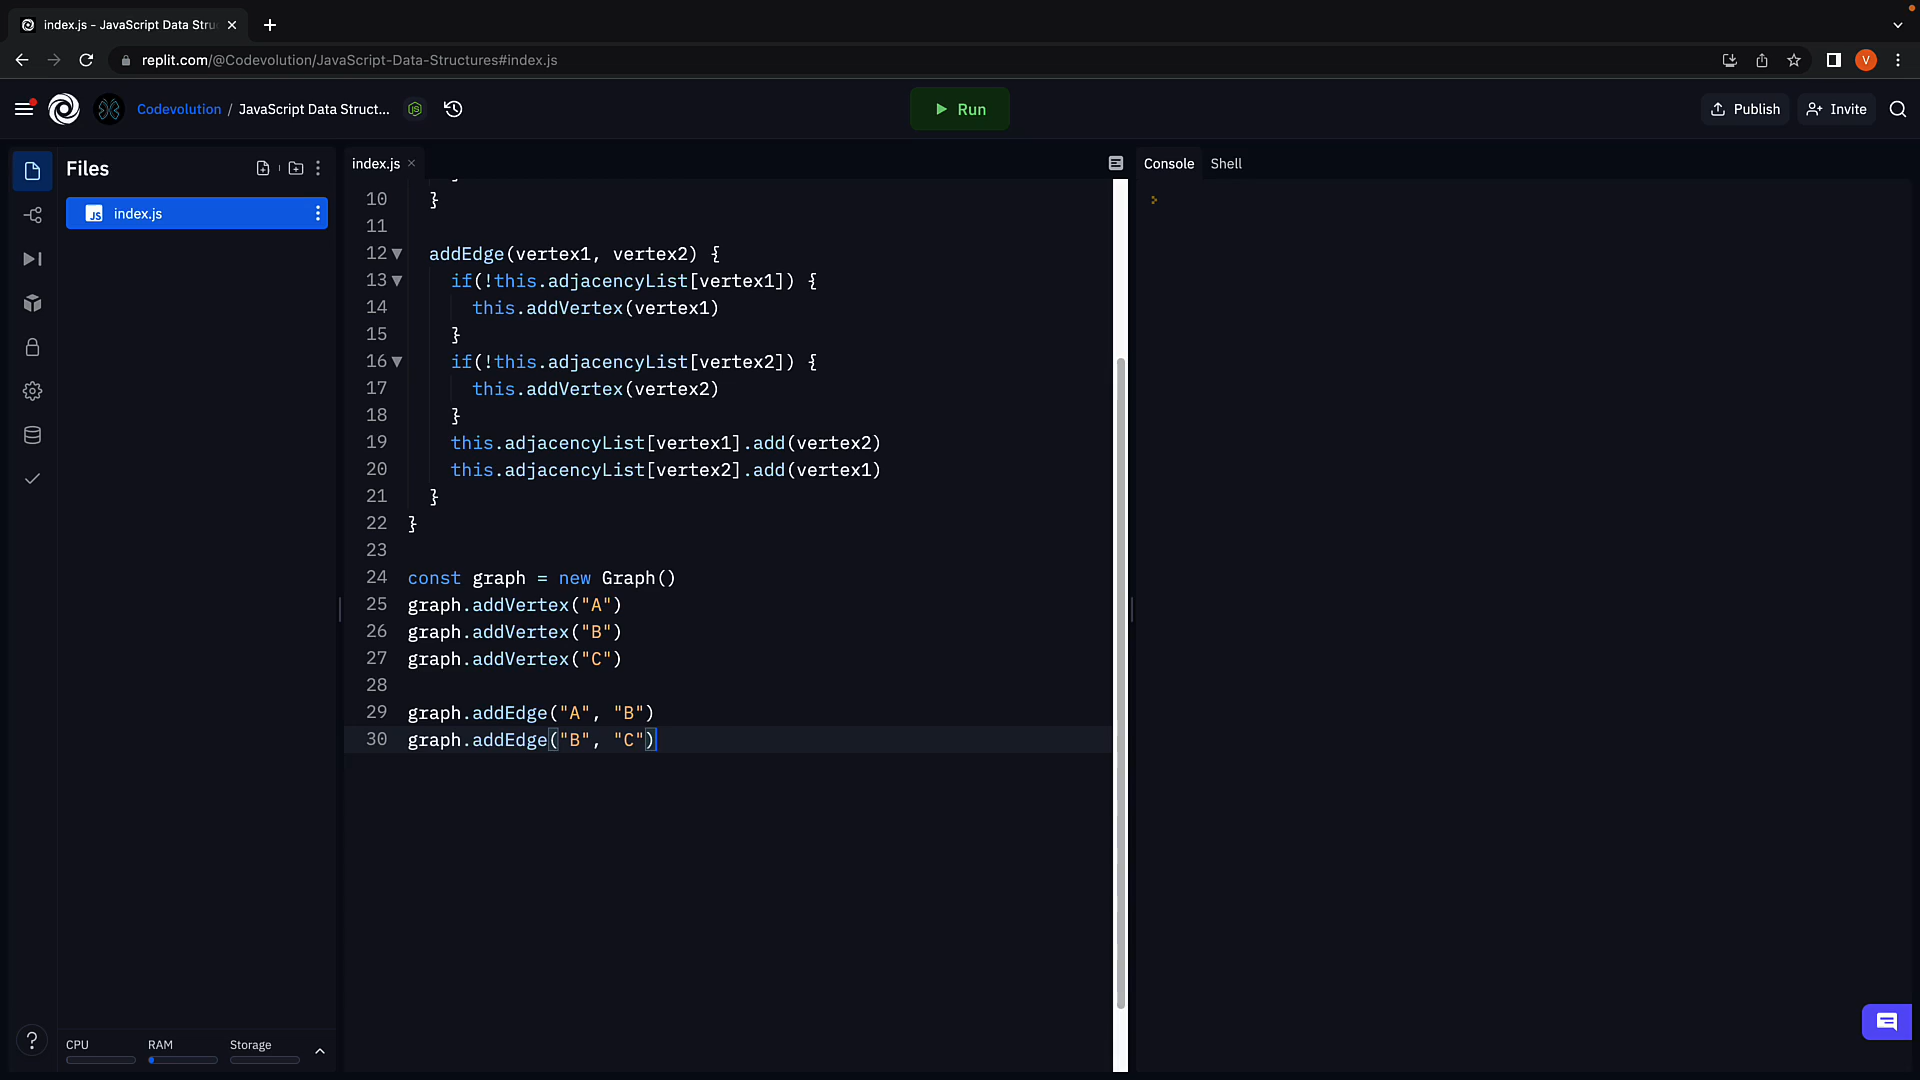 index.js - JavaScript Data Stru
replit.com/@Codevolution/JavaScript-Data-Structures#index.js
V
Codevolution / JavaScript Data Struct...
Run
Publish
Invite
Files
index.js
Console
Shell
JS index.js
10 }
11
12 addEdge(vertex1, vertex2) {
13 if(!this.adjacencyList[vertex1]) {
14 this.addVertex(vertex1)
15 }
16 if(!this.adjacencyList[vertex2]) {
17 this.addVertex(vertex2)
18 }
19 this.adjacencyList[vertex1].add(vertex2)
20 this.adjacencyList[vertex2].add(vertex1)
21 }
22 }
23
24 const graph = new Graph()
25 graph.addVertex("A")
26 graph.addVertex("B")
27 graph.addVertex("C")
28
29 graph.addEdge("A", "B")
30 graph.addEdge("B", "C")
?
CPU
RAM
Storage